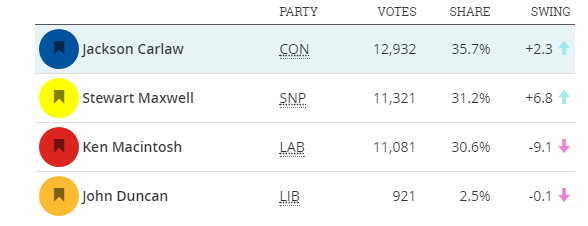 PARTY VOTES SHARE SWING
Jackson Carlaw CON 12,932 35.7% +2.3
Stewart Maxwell SNP 11,321 31.2% +6.8
Ken Macintosh LAB 11,081 30.6% -9.1
John Duncan LIB 921 2.5% -0.1